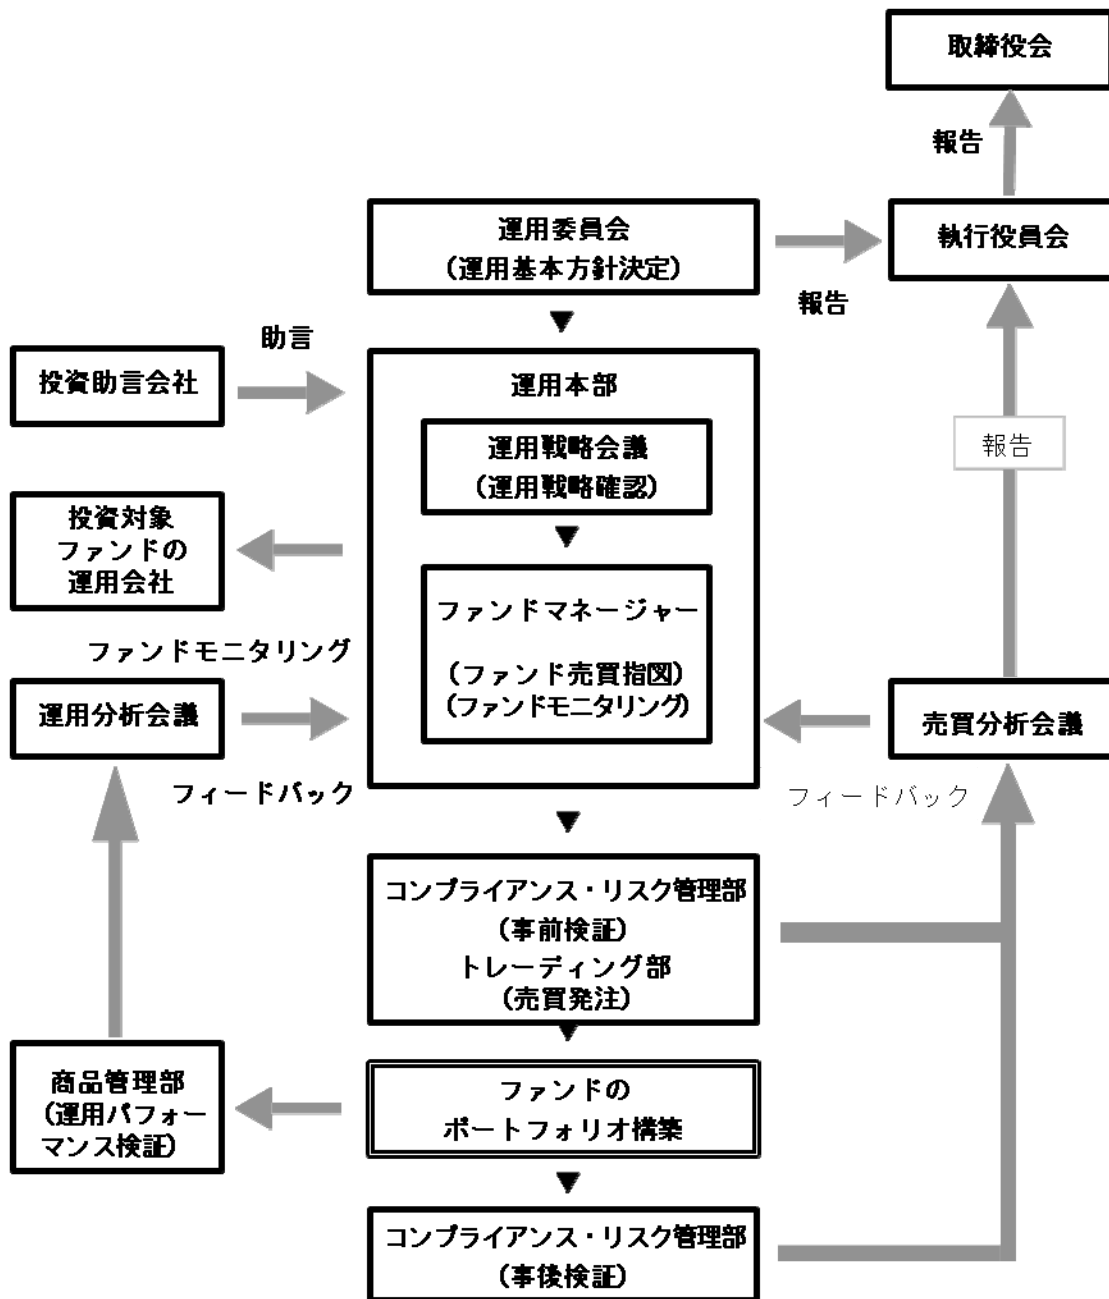 取締役会
報告
運用委員会
(運用基本方針決定)
報告
執行役員会
助言
投資助言会社
運用本部
運用戦略会議
(運用戦略確認)
報告
投資対象
ファンドの
運用会社
ファンドモニタリング
ファンドマネージャー
(ファンド売買指図)
(ファンドモニタリング)
運用分析会議
フィードバック
売買分析会議
フィードバック
コンプライアンス・リスク管理部
(事前検証)
トレーディング部
(売買発注)
商品管理部
(運用パフォー
マンス検証)
ファンドの
ポートフォリオ構築
コンプライアンス・リスク管理部
(事後検証)